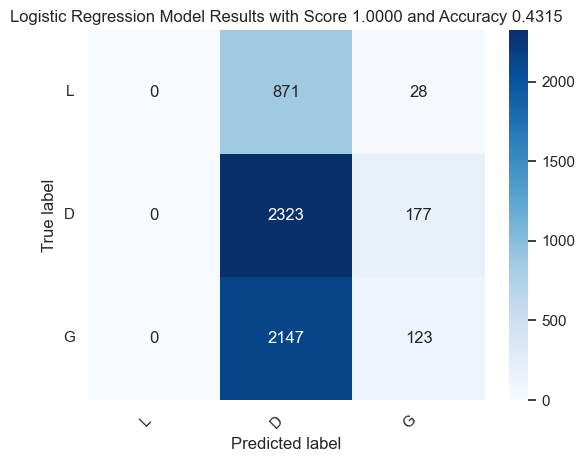 Logistic Regression Model Results with Score 1.0000 and Accuracy 0.4315
L 0 871 28
D 0 2323 177
G 0 2147 123
L D G
Predicted label
True label
2000
1500
1000
500
0